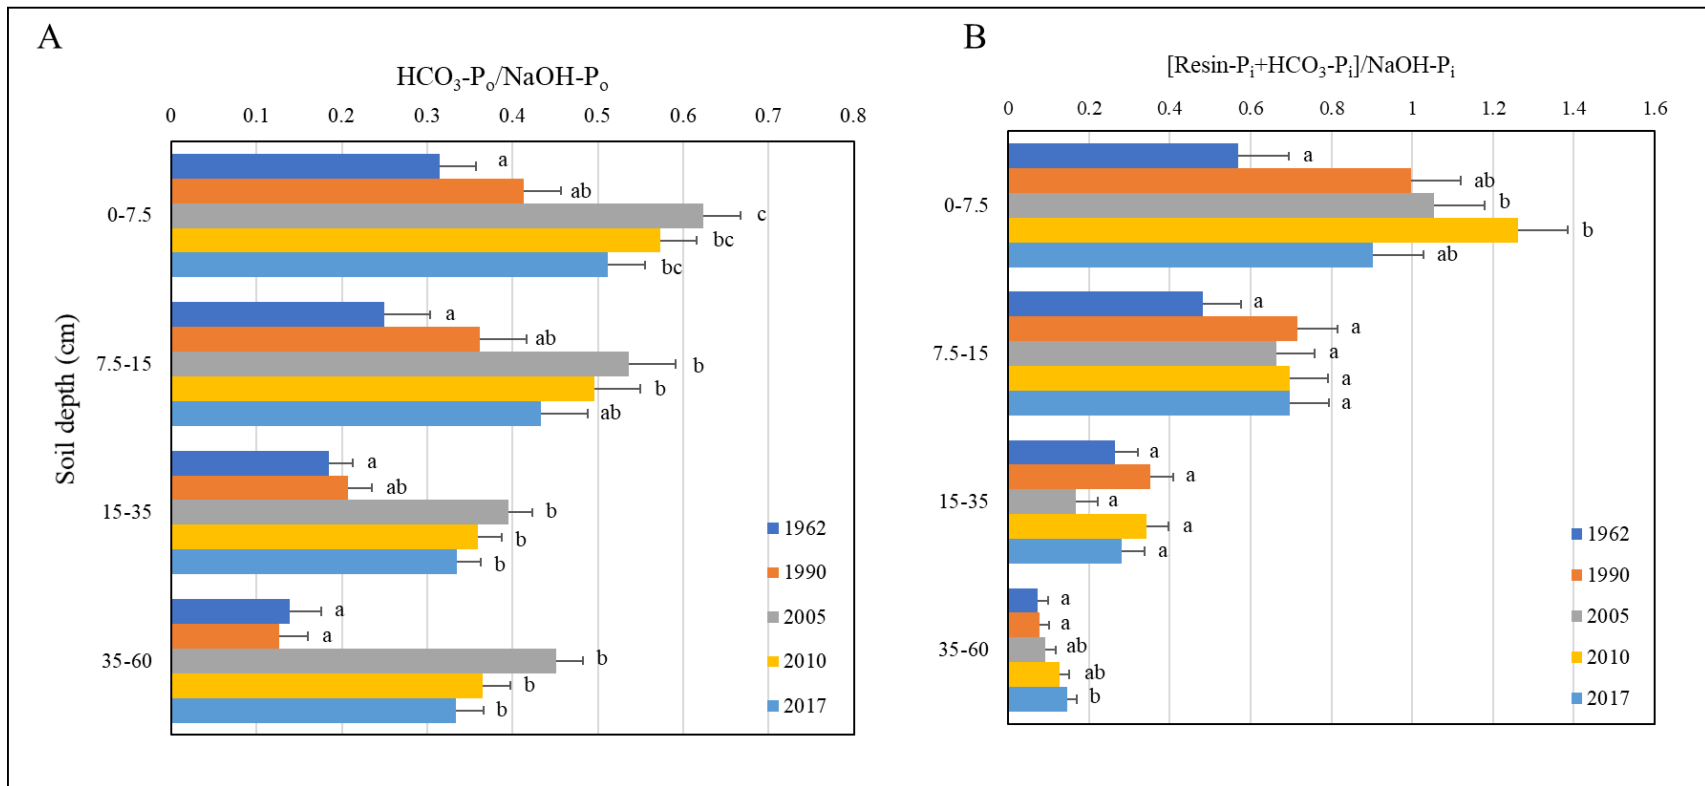 A
HCO₃-Pₒ/NaOH-Pₒ
0 0.1 0.2 0.3 0.4 0.5 0.6 0.7 0.8
Soil depth (cm)
0-7.5
a
ab
c
bc
bc
7.5-15
a
ab
b
b
ab
15-35
a
ab
b
b
b
35-60
a
a
b
b
b
1962
1990
2005
2010
2017
B
[Resin-Pᵢ+HCO₃-Pᵢ]/NaOH-Pᵢ
0 0.2 0.4 0.6 0.8 1 1.2 1.4 1.6
0-7.5
a
ab
b
b
ab
7.5-15
a
a
a
a
a
15-35
a
a
a
a
a
35-60
a
a
ab
ab
b
1962
1990
2005
2010
2017